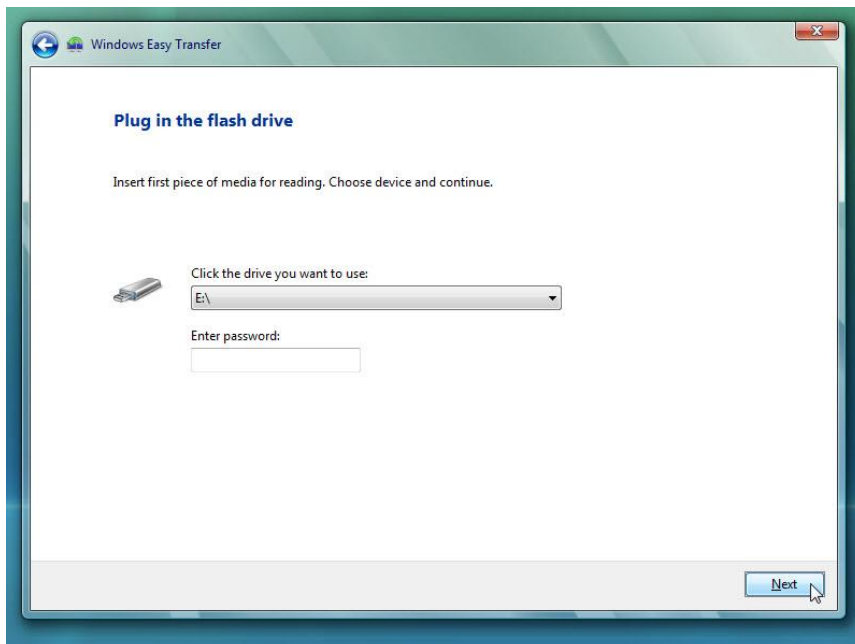 Windows Easy Transfer
Plug in the flash drive
Insert first piece of media for reading. Choose device and continue.
Click the drive you want to use:
E:\
Enter password:
Next